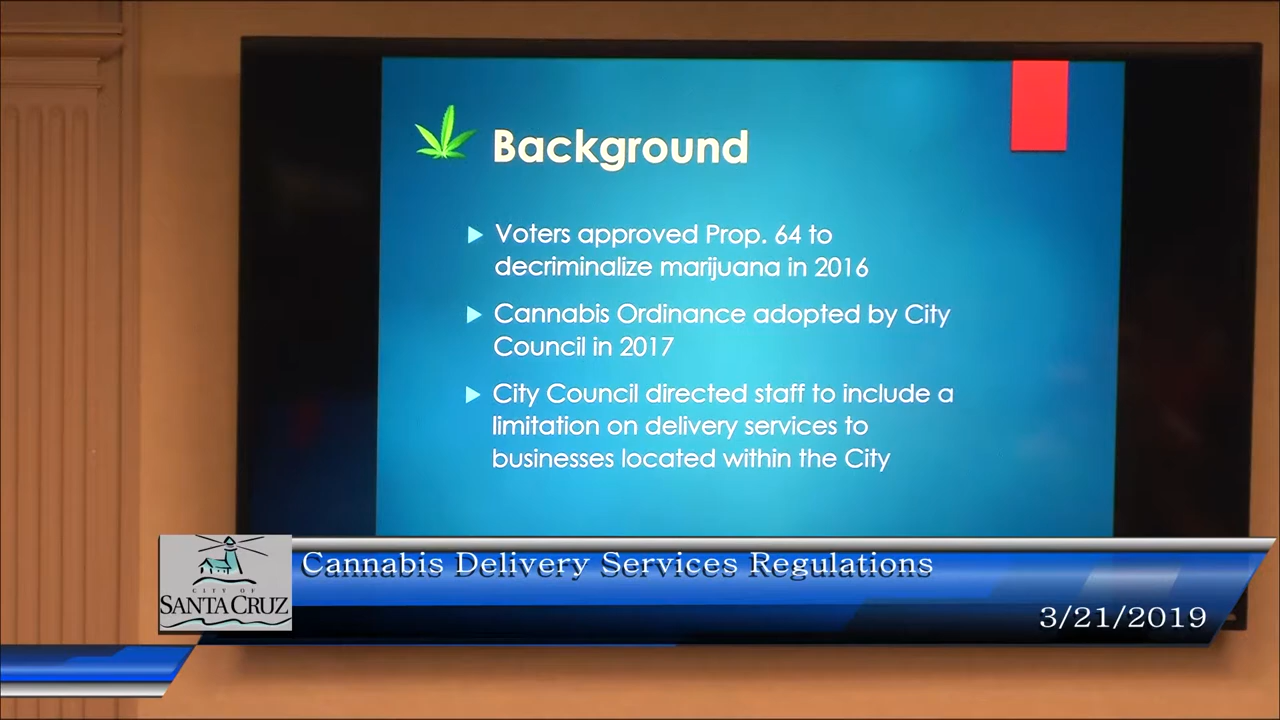 Background
Voters approved Prop. 64 to
decriminalize marijuana in 2016
Cannabis Ordinance adopted by City
Council in 2017
City Council directed staff to include a
limitation on delivery services to
businesses located within the City
Cannabis Delivery Services Regulations
CITY OF
SANTA CRUZ
3/21/2019